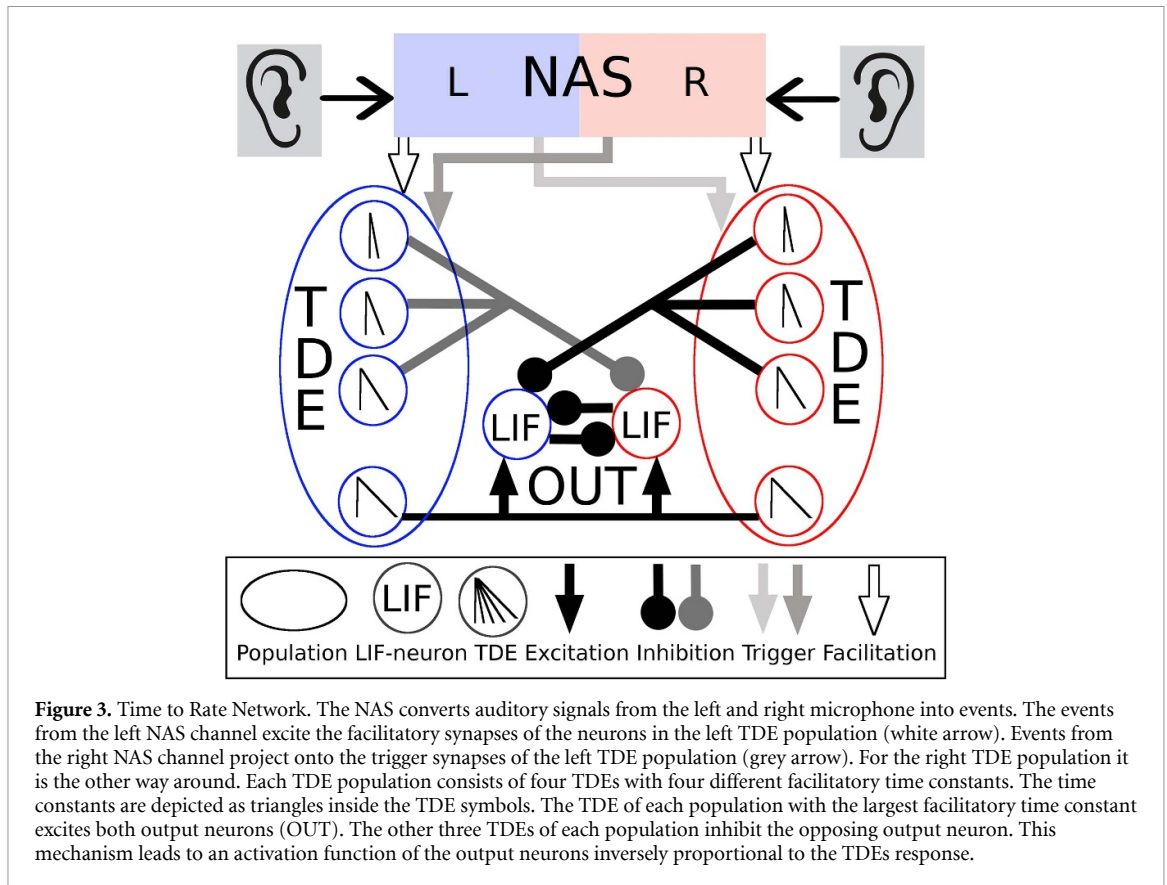 L NAS R
T
D
E
T
D
E
LIF
LIF
OUT
LIF
Population LIF-neuron TDE Excitation Inhibition Trigger Facilitation
Figure 3. Time to Rate Network. The NAS converts auditory signals from the left and right microphone into events. The events
from the left NAS channel excite the facilitatory synapses of the neurons in the left TDE population (white arrow). Events from
the right NAS channel project onto the trigger synapses of the left TDE population (grey arrow). For the right TDE population it
is the other way around. Each TDE population consists of four TDEs with four different facilitatory time constants. The time
constants are depicted as triangles inside the TDE symbols. The TDE of each population with the largest facilitatory time constant
excites both output neurons (OUT). The other three TDEs of each population inhibit the opposing output neuron. This
mechanism leads to an activation function of the output neurons inversely proportional to the TDEs response.